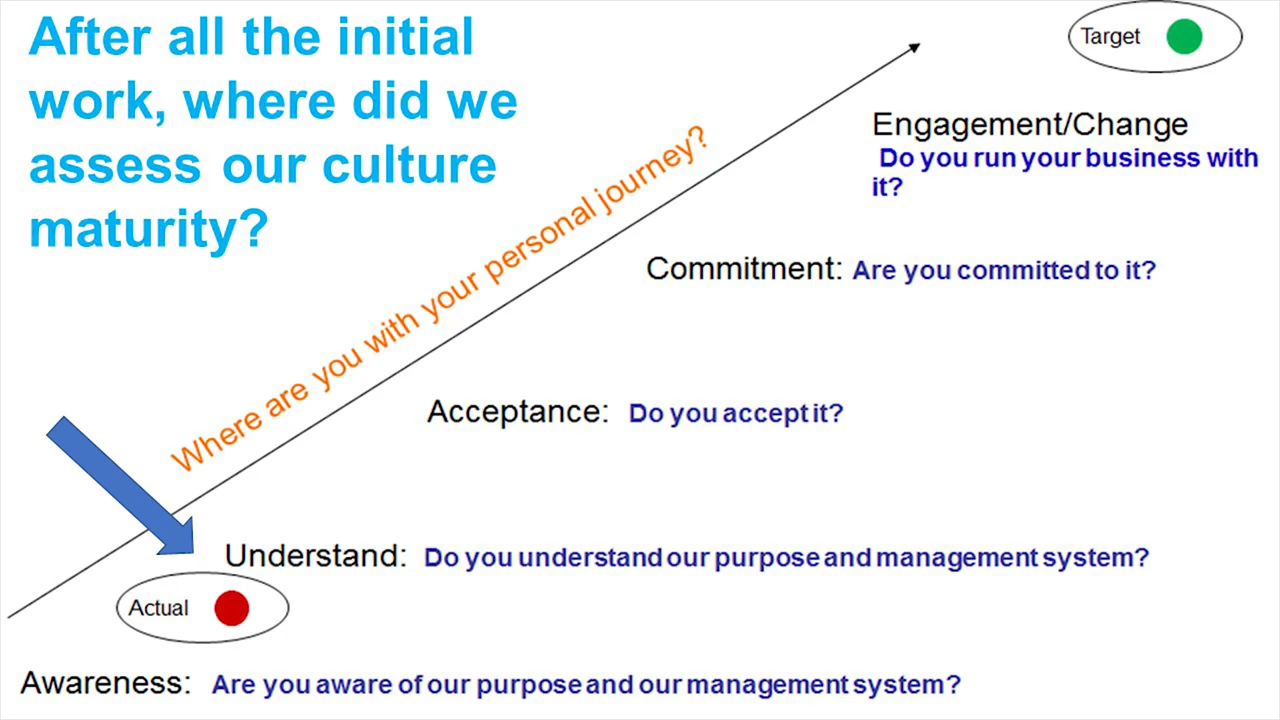 After all the initial
work, where did we
assess our culture
maturity?
Target
Engagement/Change
Do you run your business with
it?
Where are you with your personal journey?
Commitment: Are you committed to it?
Acceptance: Do you accept it?
Understand: Do you understand our purpose and management system?
Actual
Awareness: Are you aware of our purpose and our management system?